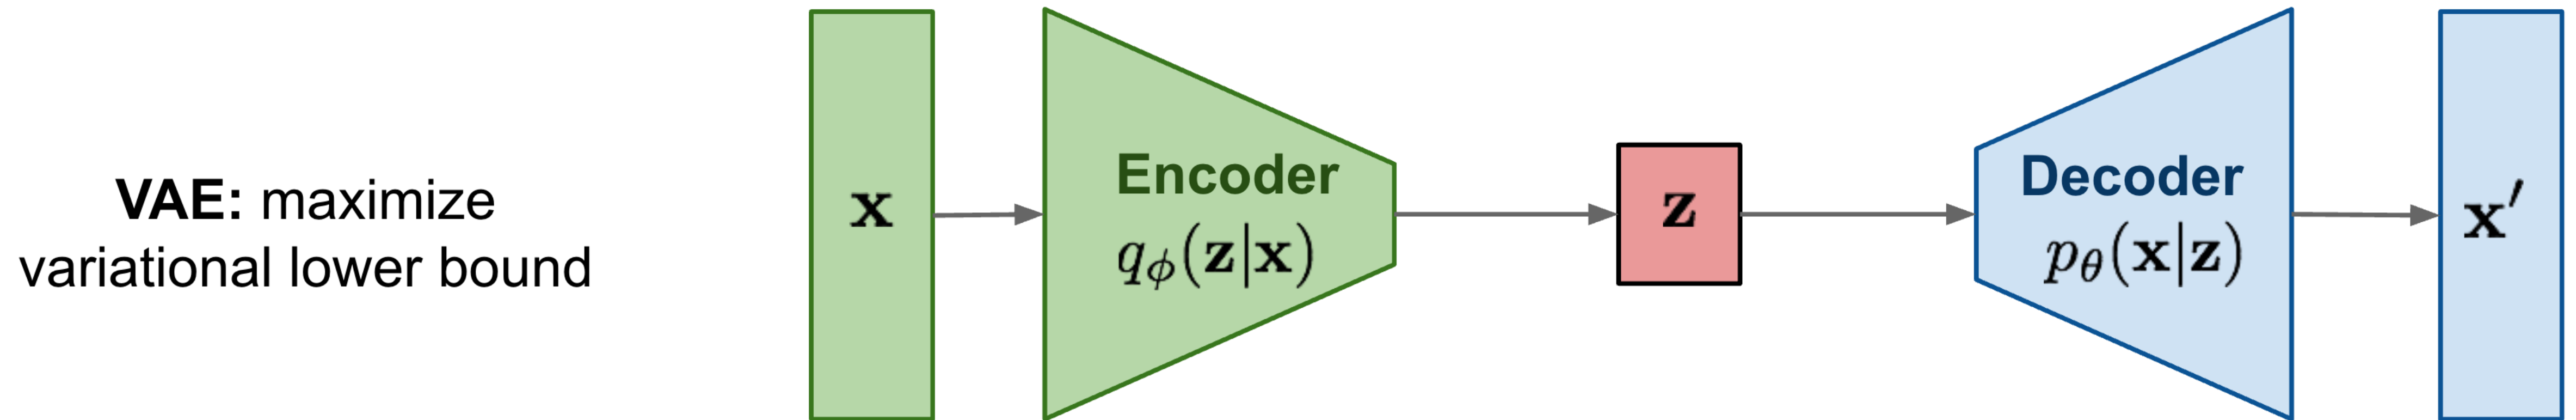 VAE: maximize
variational lower bound
x
Encoder
qϕ(z|x)
z
Decoder
pθ(x|z)
x′